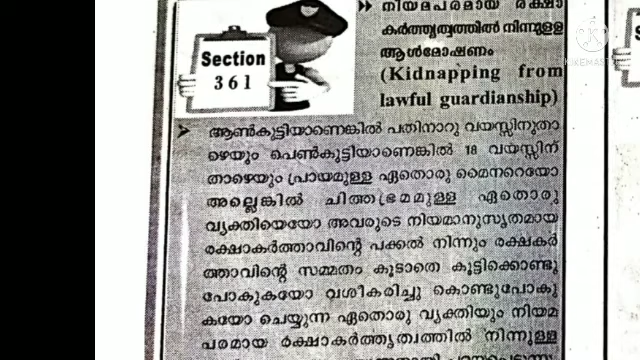 Section
361
നിയമപരമായ രക്ഷാ
കർത്തൃത്വത്തിൽ നിന്നുള്ള
ആൾമോഷണം
(Kidnapping from
lawful guardianship)
ആൺകുട്ടിയാണെങ്കിൽ പതിനാറു വയസ്സിനുതാ
ഴെയും പെൺകുട്ടിയാണെങ്കിൽ 18 വയസ്സിന്
താഴെയും പ്രായമുള്ള ഏതൊരു മൈനറെയോ
അല്ലെങ്കിൽ ചിത്തഭ്രമമുള്ള ഏതൊരു
വ്യക്തിയെയോ അവരുടെ നിയമാനുസൃതമായ
രക്ഷാകർത്താവിന്റെ പക്കൽ നിന്നും രക്ഷകർ
ത്താവിന്റെ സമ്മതം കൂടാതെ കൂട്ടിക്കൊണ്ടു
പോകുകയോ വശീകരിച്ചു കൊണ്ടുപോകു
കയോ ചെയ്യുന്ന ഏതൊരു വ്യക്തിയും നിയമ
പരമായ രക്ഷാകർത്തൃത്വത്തിൽ നിന്നുള്ള